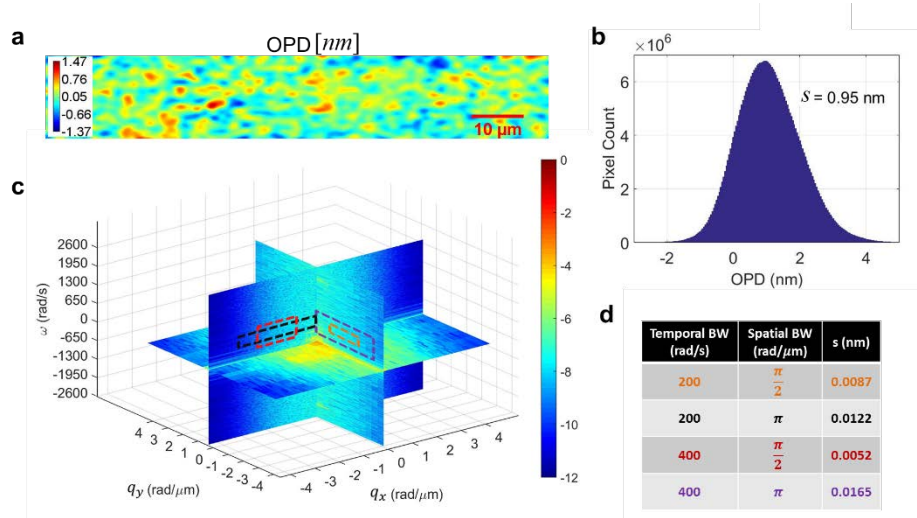 a
OPD [nm]
1.47
0.76
0.05
-0.66
-1.37
10 µm
b
×10⁶
6
4
2
0
Pixel Count
s = 0.95 nm
-2 0 2 4
OPD (nm)
c
0
-2
-4
-6
-8
-10
-12
2600
1950
1300
650
0
-650
-1300
-1950
-2600
ω (rad/s)
4 3 2 1 0 -1 -2 -3 -4
q_y (rad/µm)
-4 -3 -2 -1 0 1 2 3 4
q_x (rad/µm)
d
Temporal BW (rad/s) Spatial BW (rad/µm) s (nm)
200 π/2 0.0087
200 π 0.0122
400 π/2 0.0052
400 π 0.0165